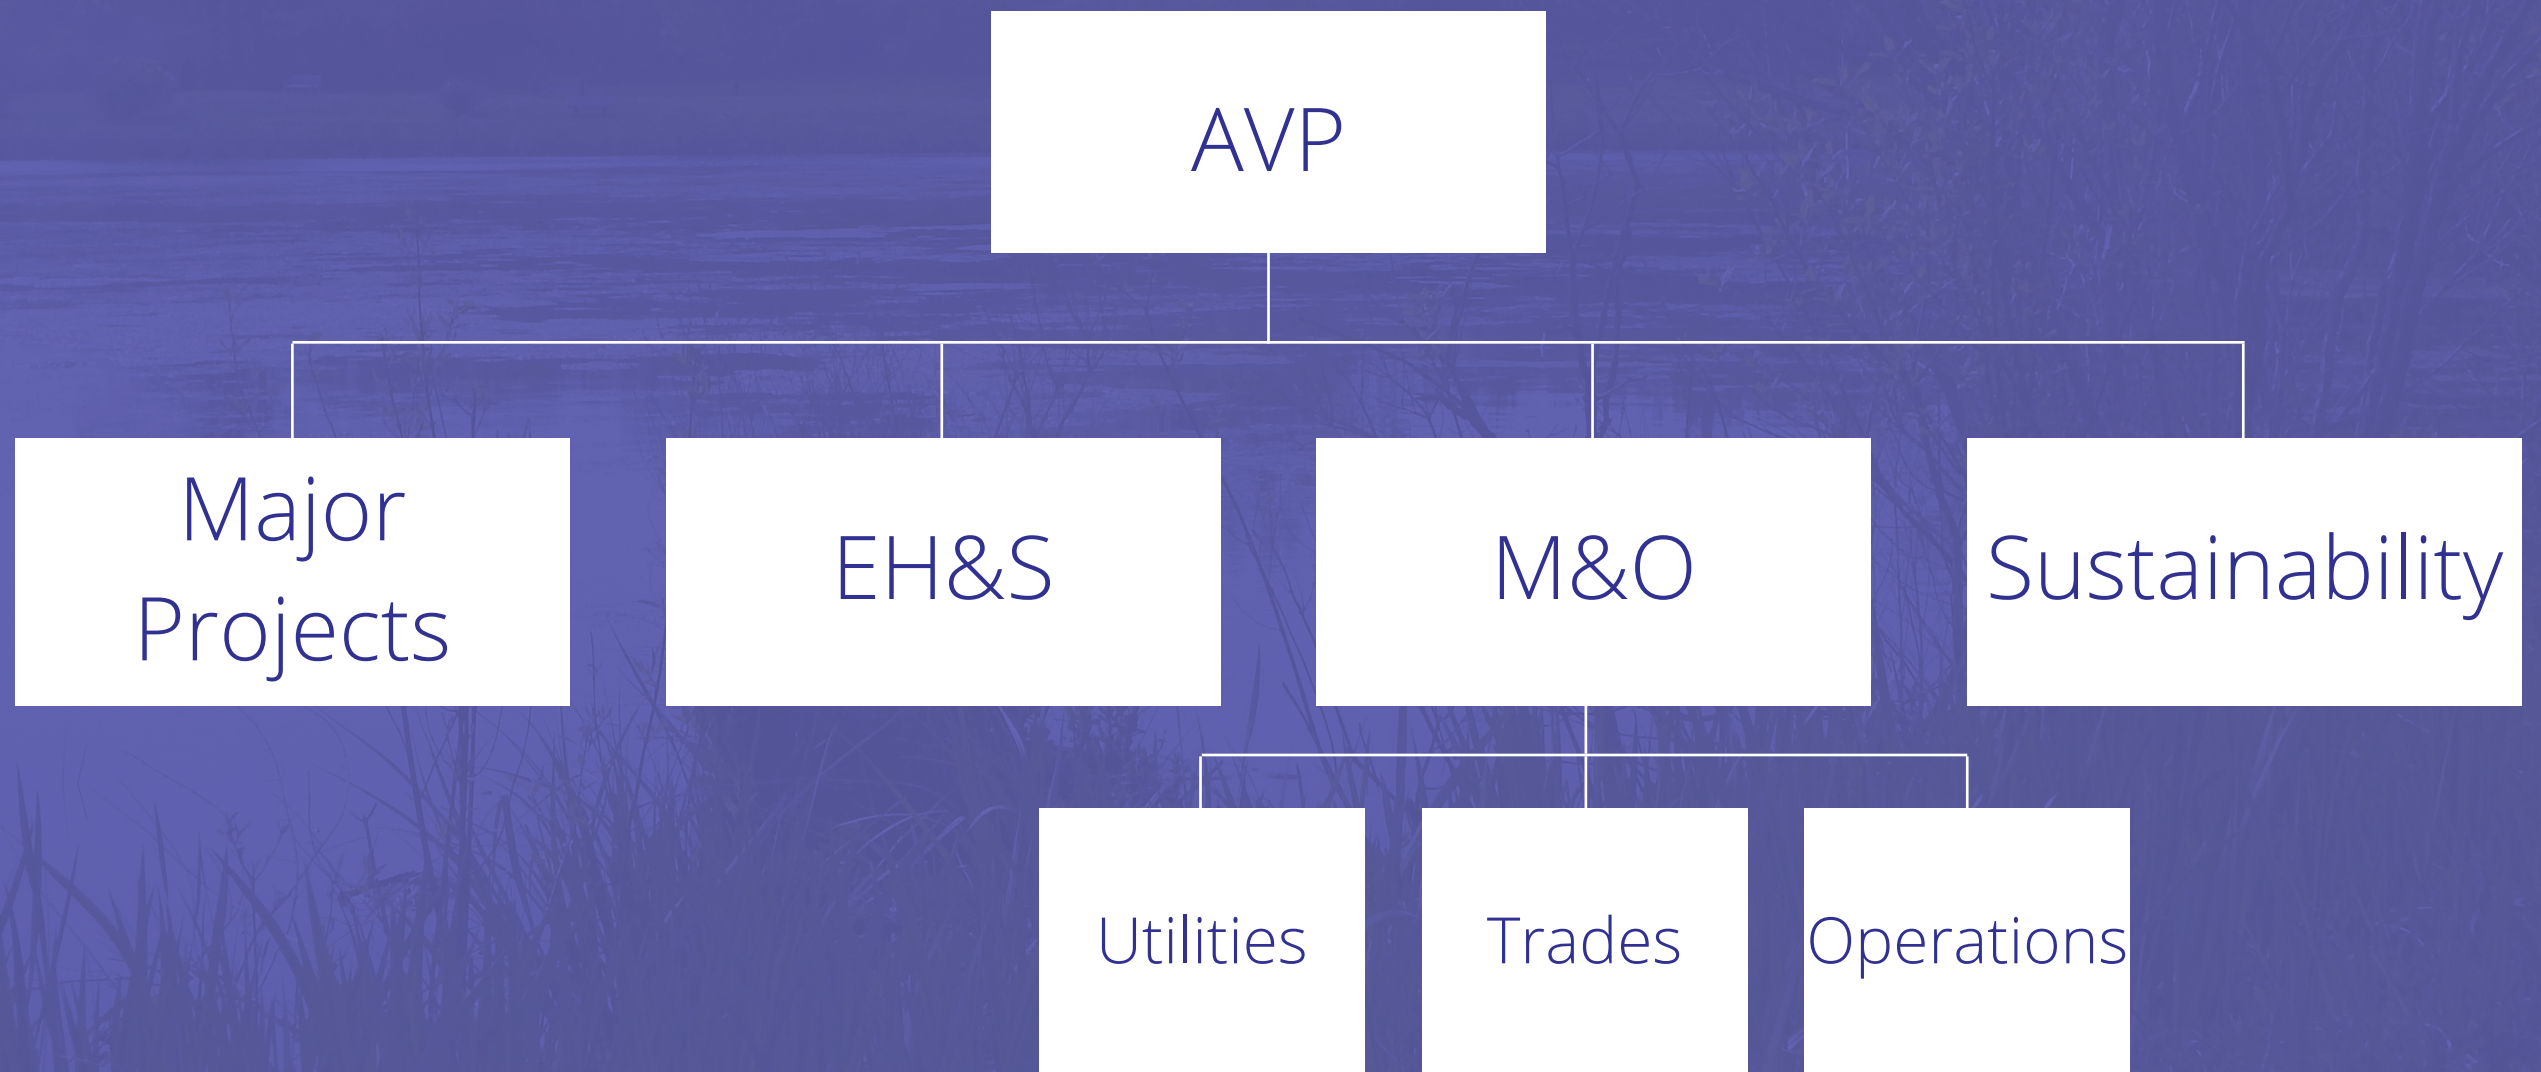 AVP
Major
Projects
EH&S
M&O
Sustainability
Utilities
Trades
Operations